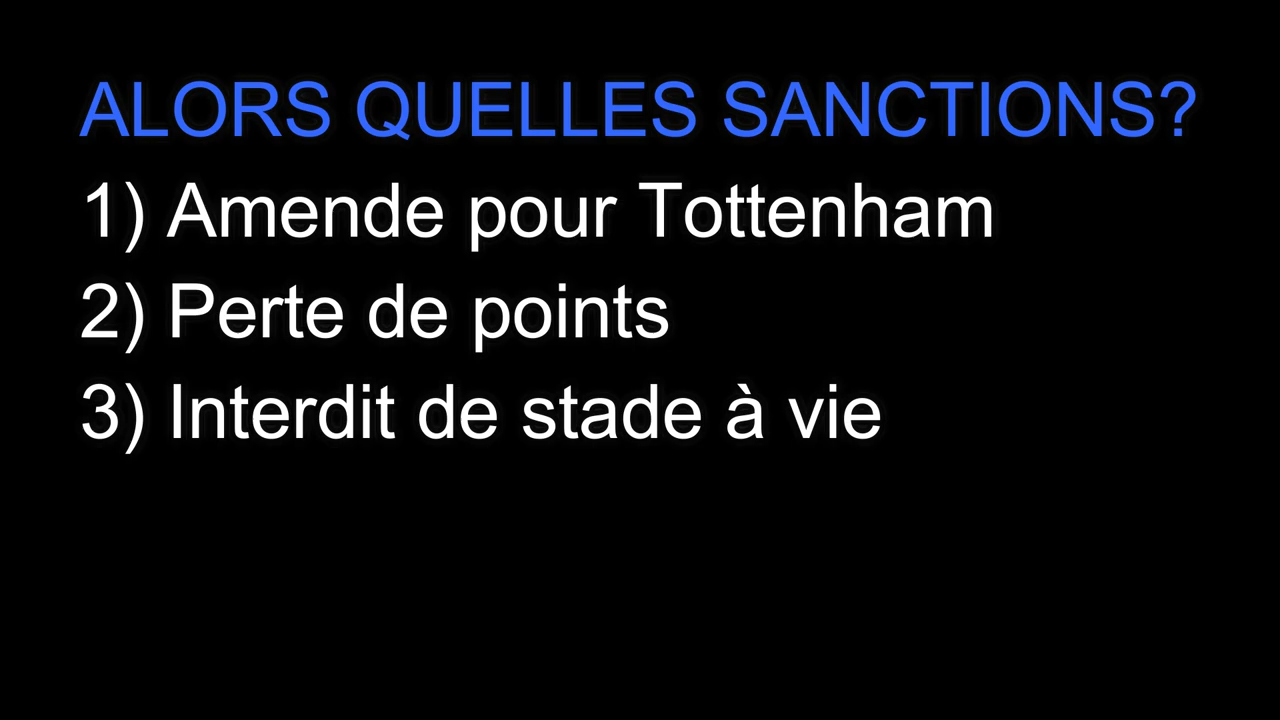 ALORS QUELLES SANCTIONS?
1) Amende pour Tottenham
2) Perte de points
3) Interdit de stade à vie